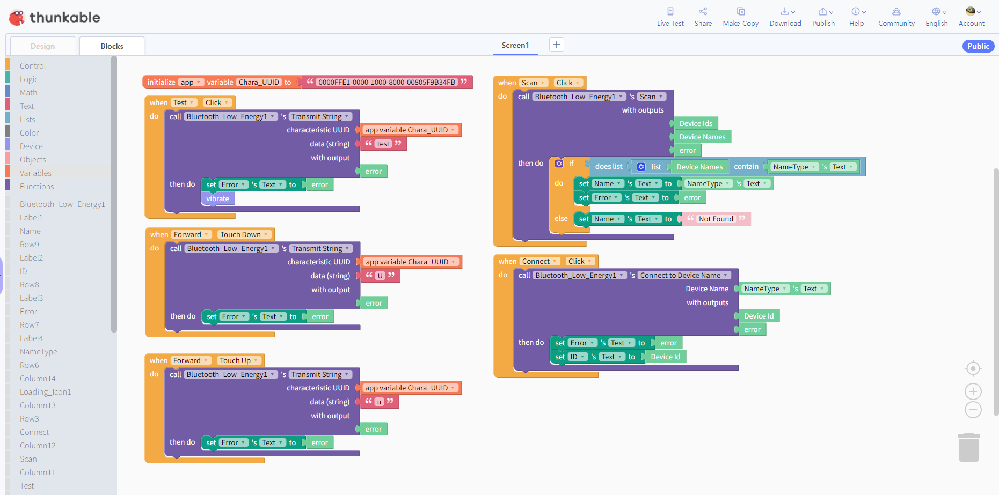 thunkable
Live Test Share Make Copy Download Publish Help Community English Account
Design Blocks Screen1 + Public
Control
Logic
Math
Text
Lists
Color
Device
Objects
Variables
Functions
Bluetooth_Low_Energy1
Label1
Name
Row9
Label2
ID
Row8
Label3
Error
Row7
Label4
NameType
Row6
Column14
Loading_Icon1
Column13
Row3
Connect
Column12
Scan
Column11
Test
initialize app variable Chara_UUID to “ 0000FFE1-0000-1000-8000-00805F9B34FB ”
when Test Click
do call Bluetooth_Low_Energy1 's Transmit String
characteristic UUID app variable Chara_UUID
data (string) “ test ”
with output
error
then do set Error 's Text to error
vibrate
when Forward Touch Down
do call Bluetooth_Low_Energy1 's Transmit String
characteristic UUID app variable Chara_UUID
data (string) “ U ”
with output
error
then do set Error 's Text to error
when Forward Touch Up
do call Bluetooth_Low_Energy1 's Transmit String
characteristic UUID app variable Chara_UUID
data (string) “ u ”
with output
error
then do set Error 's Text to error
when Scan Click
do call Bluetooth_Low_Energy1 's Scan
with outputs
Device Ids
Device Names
error
then do if does list list Device Names contain NameType 's Text
do set Name 's Text to NameType 's Text
set Error 's Text to error
else set Name 's Text to “ Not Found ”
when Connect Click
do call Bluetooth_Low_Energy1 's Connect to Device Name
Device Name NameType 's Text
with outputs
Device Id
error
then do set Error 's Text to error
set ID 's Text to Device Id